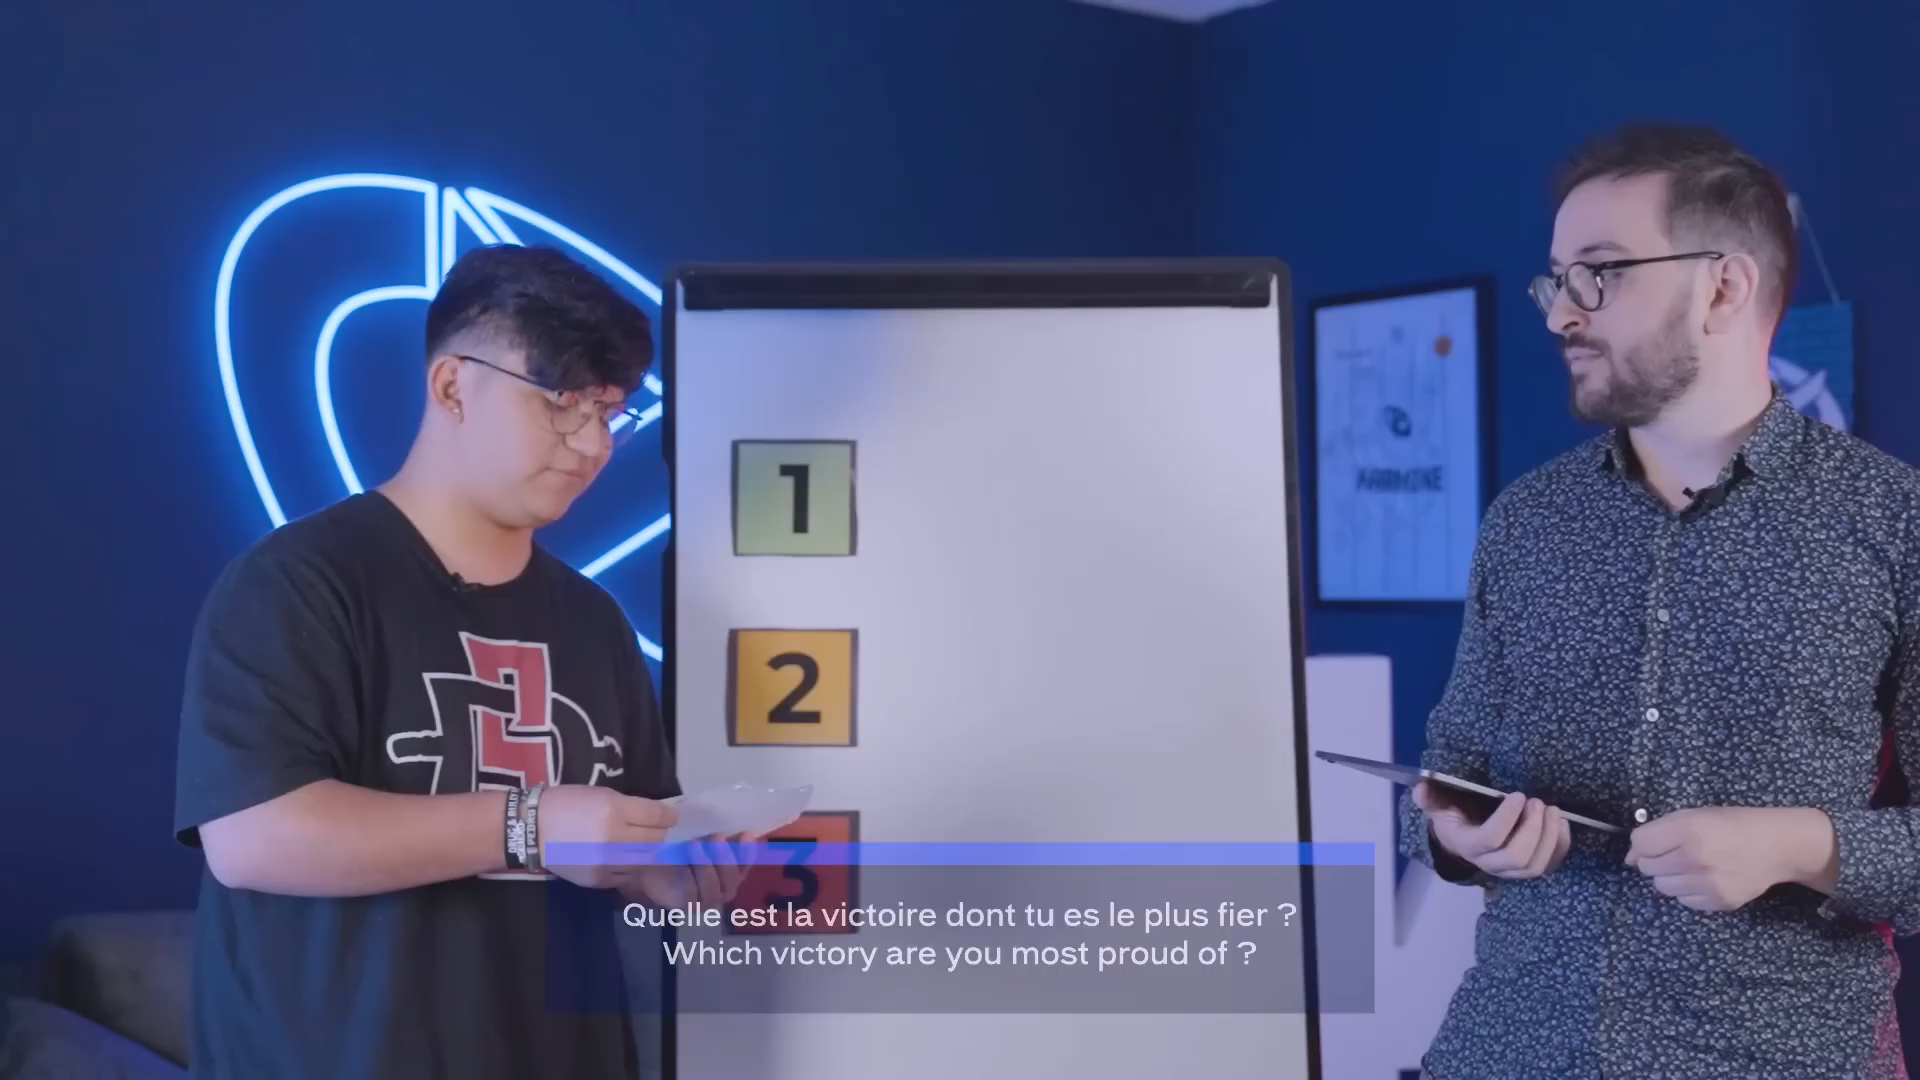 1
2
3
KARMINE
Quelle est la victoire dont tu es le plus fier ?
Which victory are you most proud of ?